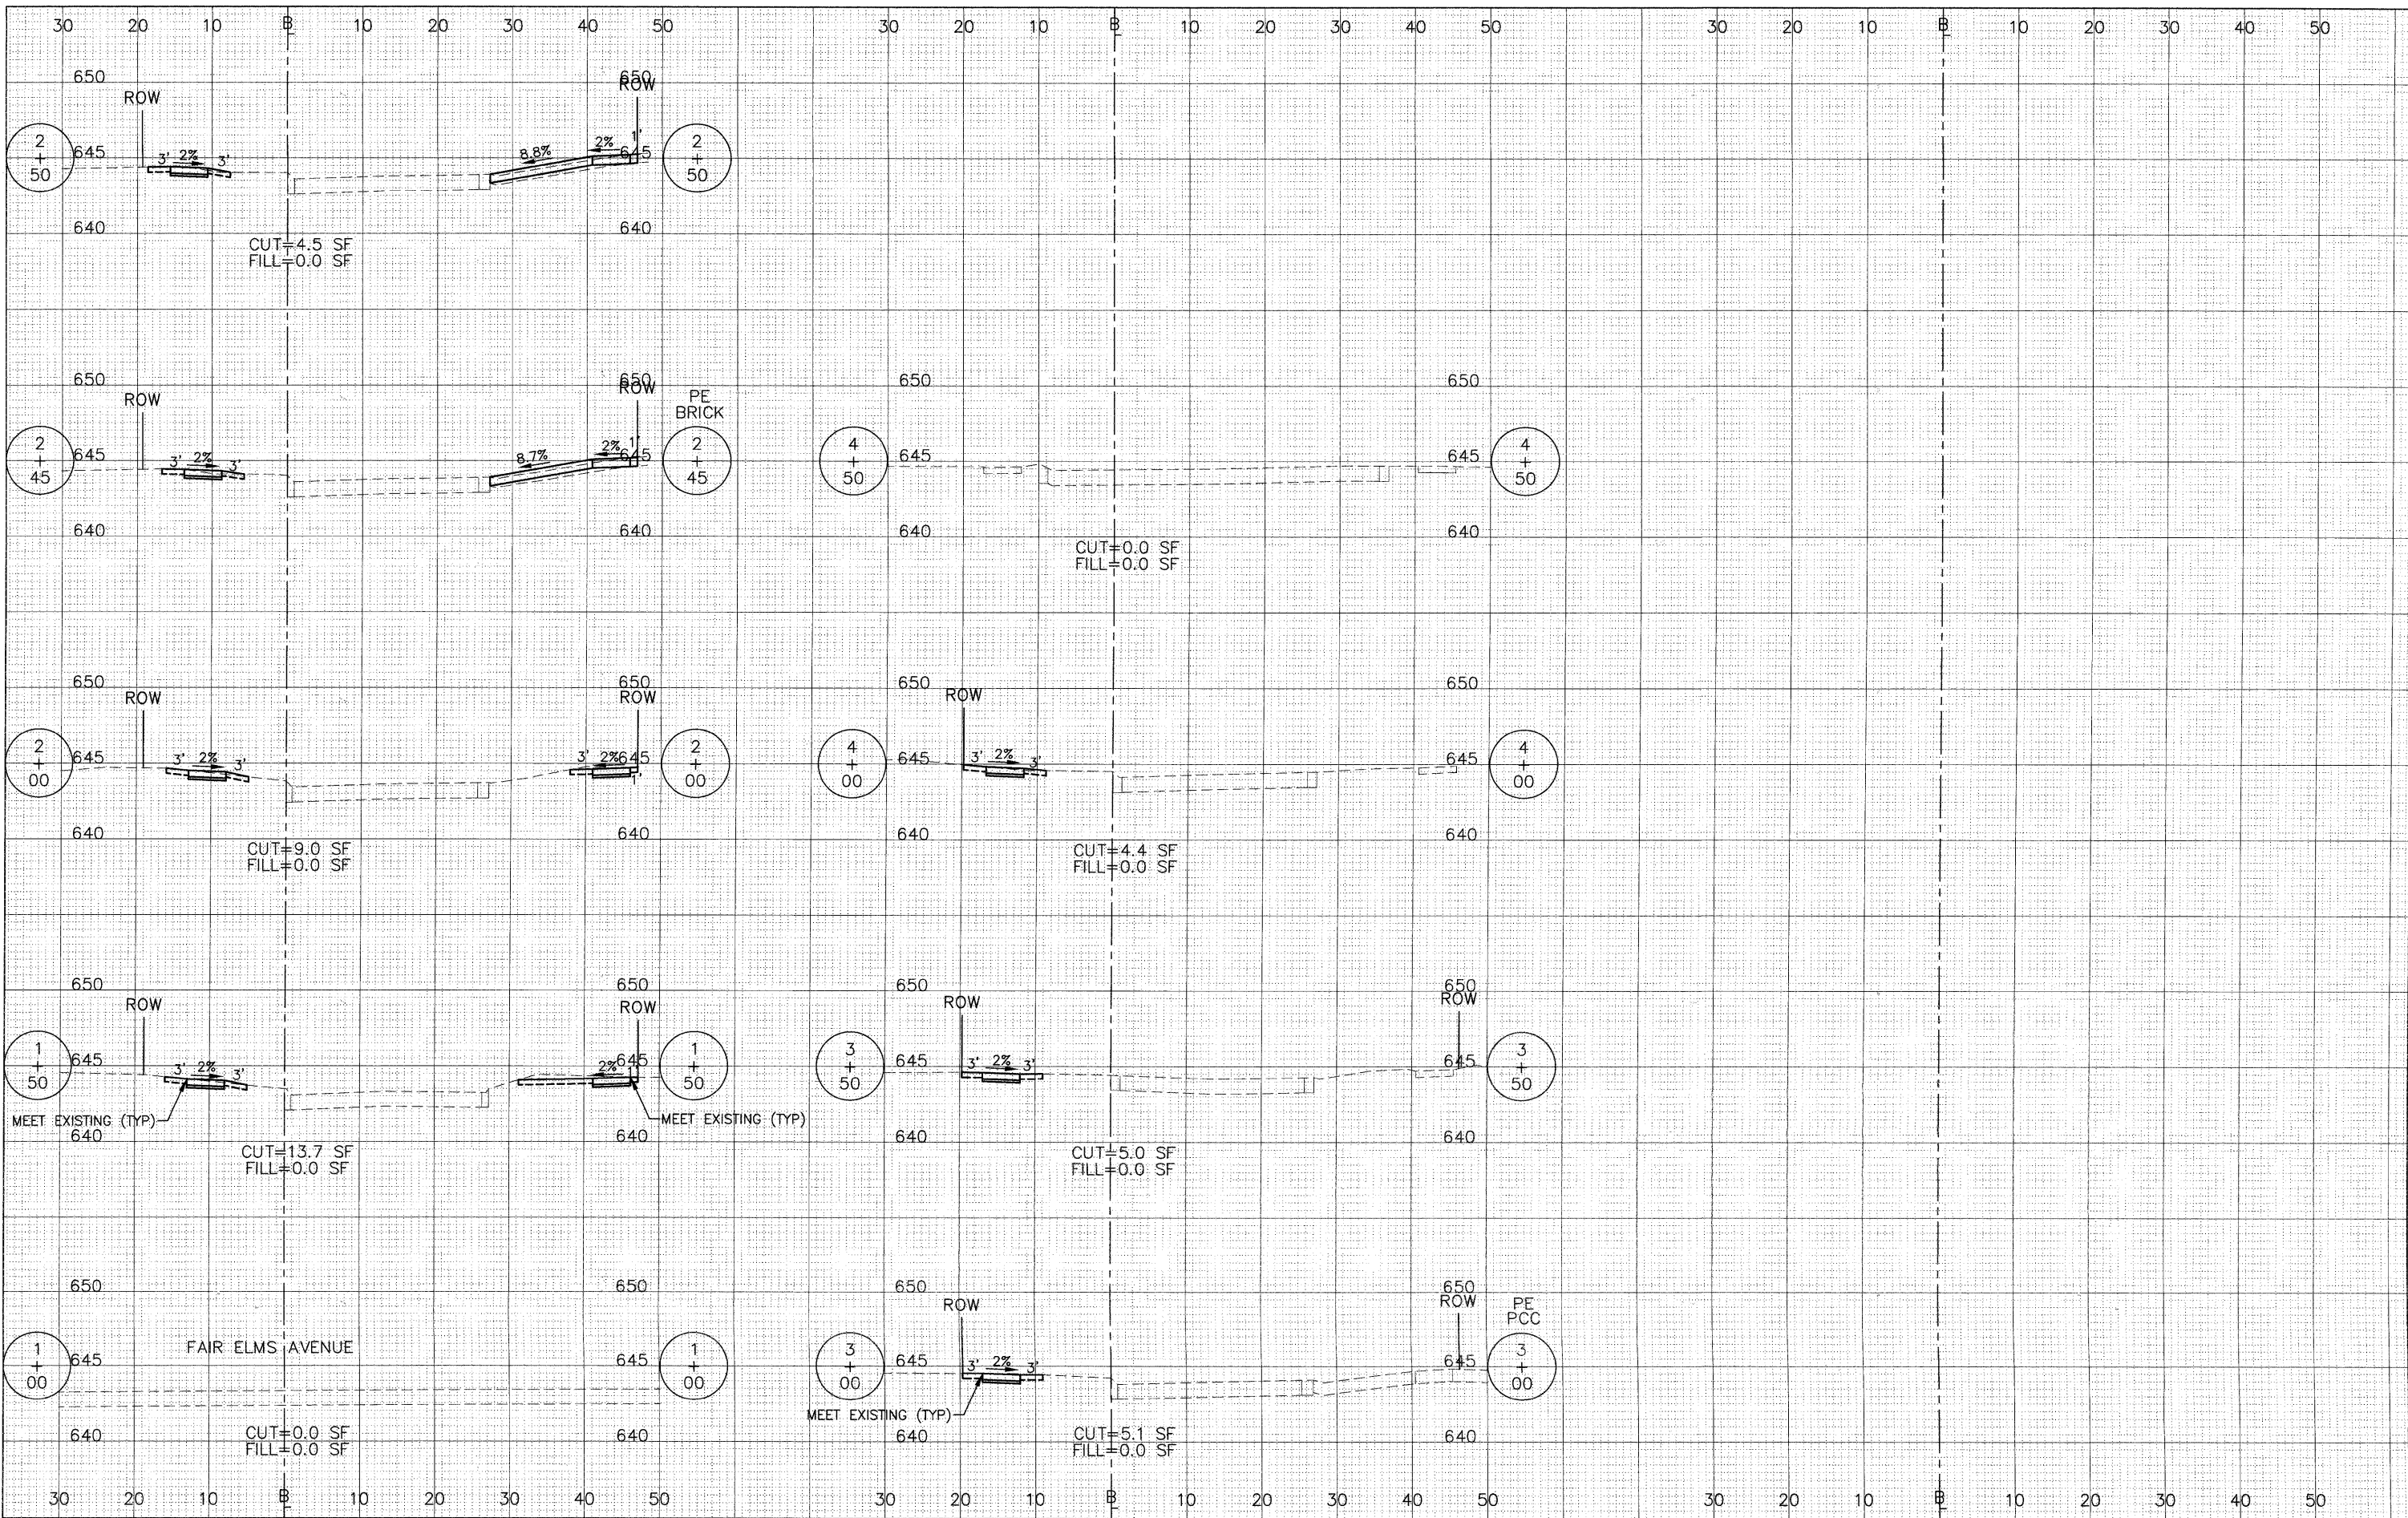 30 20 10 B 10 20 30 40 50 30 20 10 B 10 20 30 40 50 30 20 10 B 10 20 30 40 50
650 650
ROW ROW
2 + 50 645 3' 2% 3' 8.8% 2% 1' 645 2 + 50
640 640
CUT=4.5 SF
FILL=0.0 SF
650 650
ROW ROW
PE
BRICK
2 + 45 645 3' 2% 3' 8.7% 2% 1' 645 2 + 45
640 640
650 650
ROW ROW
2 + 00 645 3' 2% 3' 3' 2% 645 1' 2 + 00
640 640
CUT=9.0 SF
FILL=0.0 SF
650 650
ROW ROW
1 + 50 645 3' 2% 3' 2% 645 1' 1 + 50
MEET EXISTING (TYP) MEET EXISTING (TYP)
640 640
CUT=13.7 SF
FILL=0.0 SF
650 650
FAIR ELMS AVENUE
1 + 00 645 645 1 + 00
640 640
CUT=0.0 SF
FILL=0.0 SF
650 650
4 + 50 645 645 4 + 50
640 640
CUT=0.0 SF
FILL=0.0 SF
650 650
ROW
4 + 00 645 3' 2% 3' 645 4 + 00
640 640
CUT=4.4 SF
FILL=0.0 SF
650 650
ROW ROW
3 + 50 645 3' 2% 3' 645 3 + 50
640 640
CUT=5.0 SF
FILL=0.0 SF
650 650
ROW ROW
PE
PCC
3 + 00 645 3' 2% 3' 645 3 + 00
MEET EXISTING (TYP)
640 640
CUT=5.1 SF
FILL=0.0 SF
30 20 10 B 10 20 30 40 50 30 20 10 B 10 20 30 40 50 30 20 10 B 10 20 30 40 50